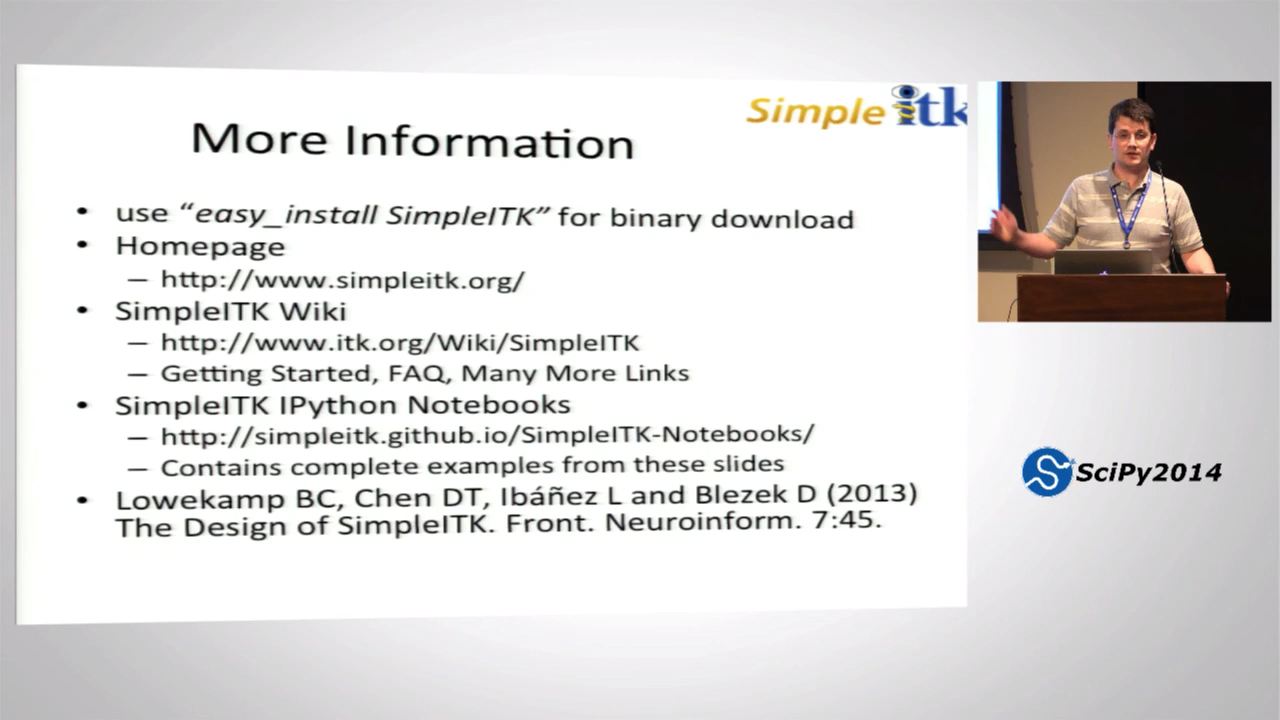 Simple itk
More Information
• use “easy_install SimpleITK” for binary download
• Homepage
– http://www.simpleitk.org/
• SimpleITK Wiki
– http://www.itk.org/Wiki/SimpleITK
– Getting Started, FAQ, Many More Links
• SimpleITK IPython Notebooks
– http://simpleitk.github.io/SimpleITK-Notebooks/
– Contains complete examples from these slides
• Lowekamp BC, Chen DT, Ibáñez L and Blezek D (2013)
The Design of SimpleITK. Front. Neuroinform. 7:45.
SciPy2014